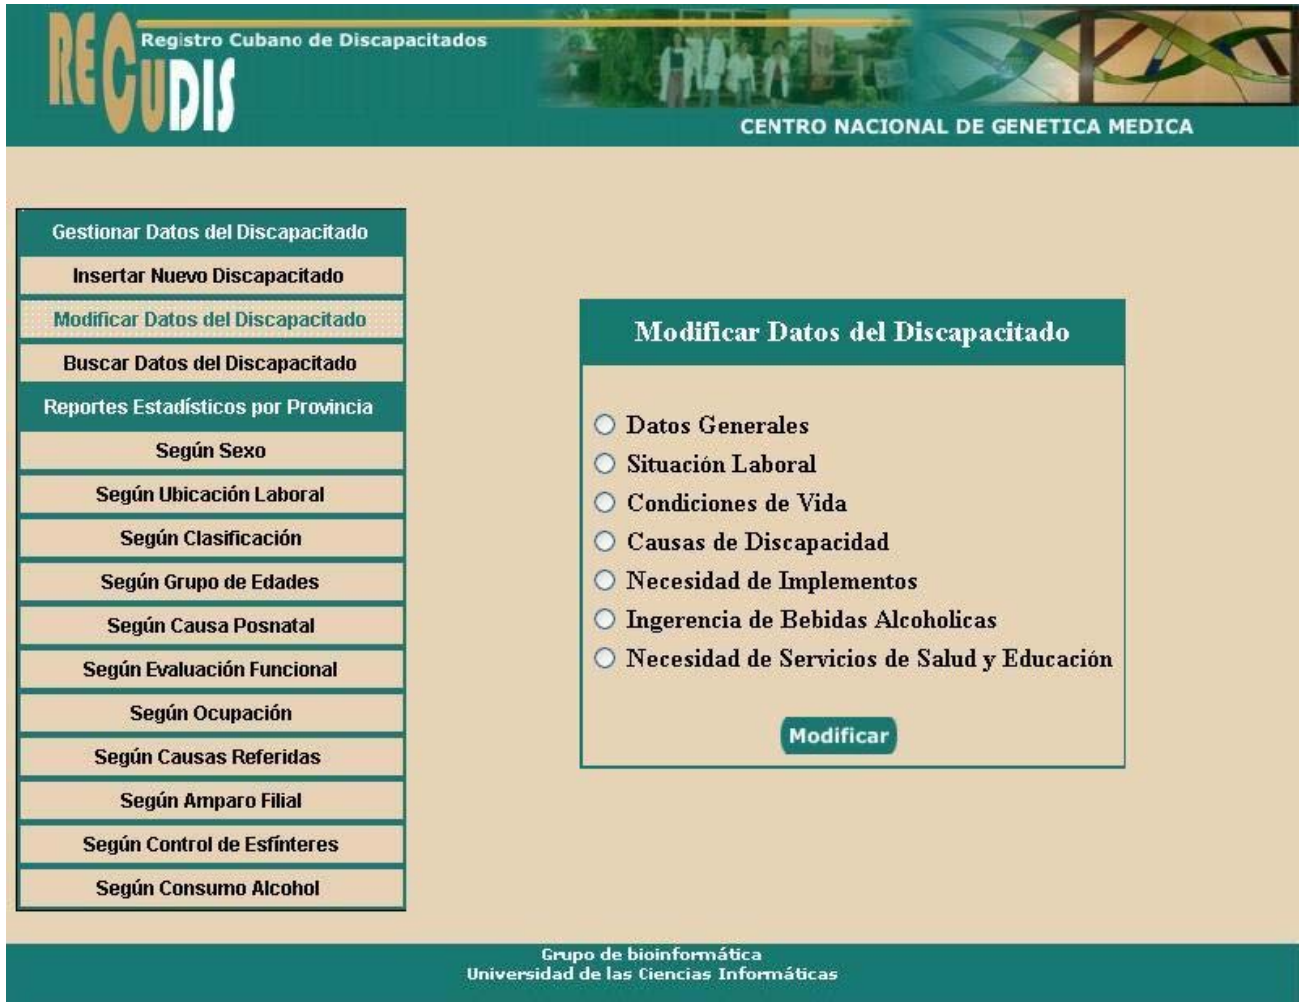 RECUDIS
Registro Cubano de Discapacitados
CENTRO NACIONAL DE GENETICA MEDICA
Gestionar Datos del Discapacitado
Insertar Nuevo Discapacitado
Modificar Datos del Discapacitado
Buscar Datos del Discapacitado
Reportes Estadísticos por Provincia
Según Sexo
Según Ubicación Laboral
Según Clasificación
Según Grupo de Edades
Según Causa Posnatal
Según Evaluación Funcional
Según Ocupación
Según Causas Referidas
Según Amparo Filial
Según Control de Esfínteres
Según Consumo Alcohol
Modificar Datos del Discapacitado
Datos Generales
Situación Laboral
Condiciones de Vida
Causas de Discapacidad
Necesidad de Implementos
Ingerencia de Bebidas Alcoholicas
Necesidad de Servicios de Salud y Educación
Modificar
Grupo de bioinformática
Universidad de las Ciencias Informáticas